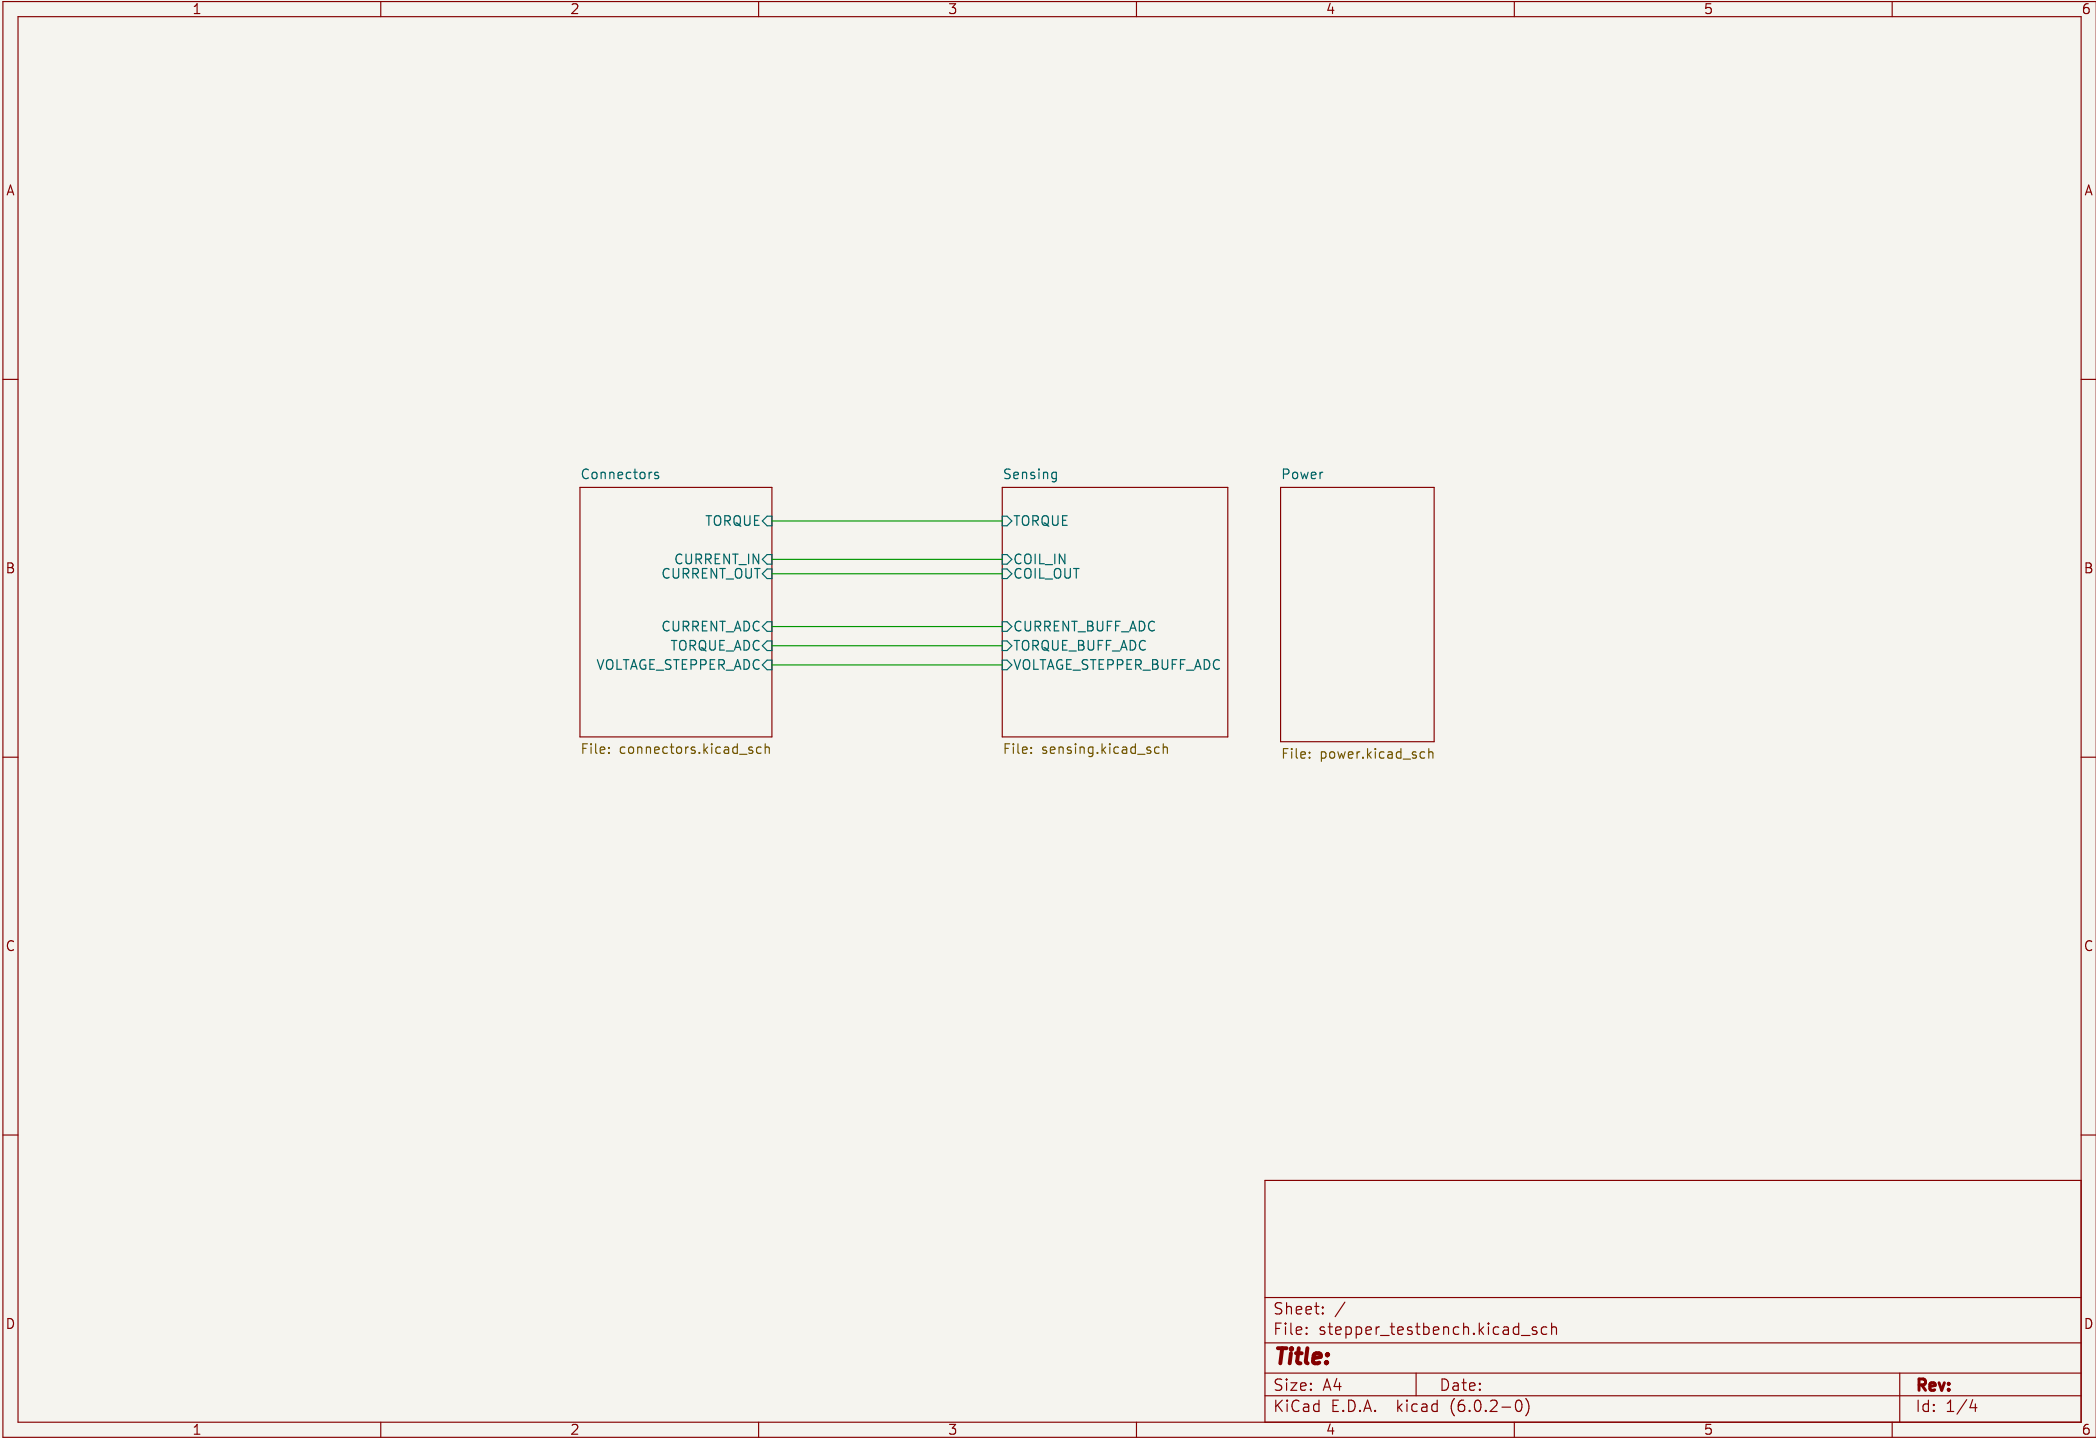 1 2 3 4 5 6
A A
B B
C C
D D
Connectors
TORQUE
CURRENT_IN
CURRENT_OUT
CURRENT_ADC
TORQUE_ADC
VOLTAGE_STEPPER_ADC
File: connectors.kicad_sch
Sensing
TORQUE
COIL_IN
COIL_OUT
CURRENT_BUFF_ADC
TORQUE_BUFF_ADC
VOLTAGE_STEPPER_BUFF_ADC
File: sensing.kicad_sch
Power
File: power.kicad_sch
Sheet: /
File: stepper_testbench.kicad_sch
Title:
Size: A4 Date: Rev:
KiCad E.D.A. kicad (6.0.2-0) Id: 1/4
1 2 3 4 5 6